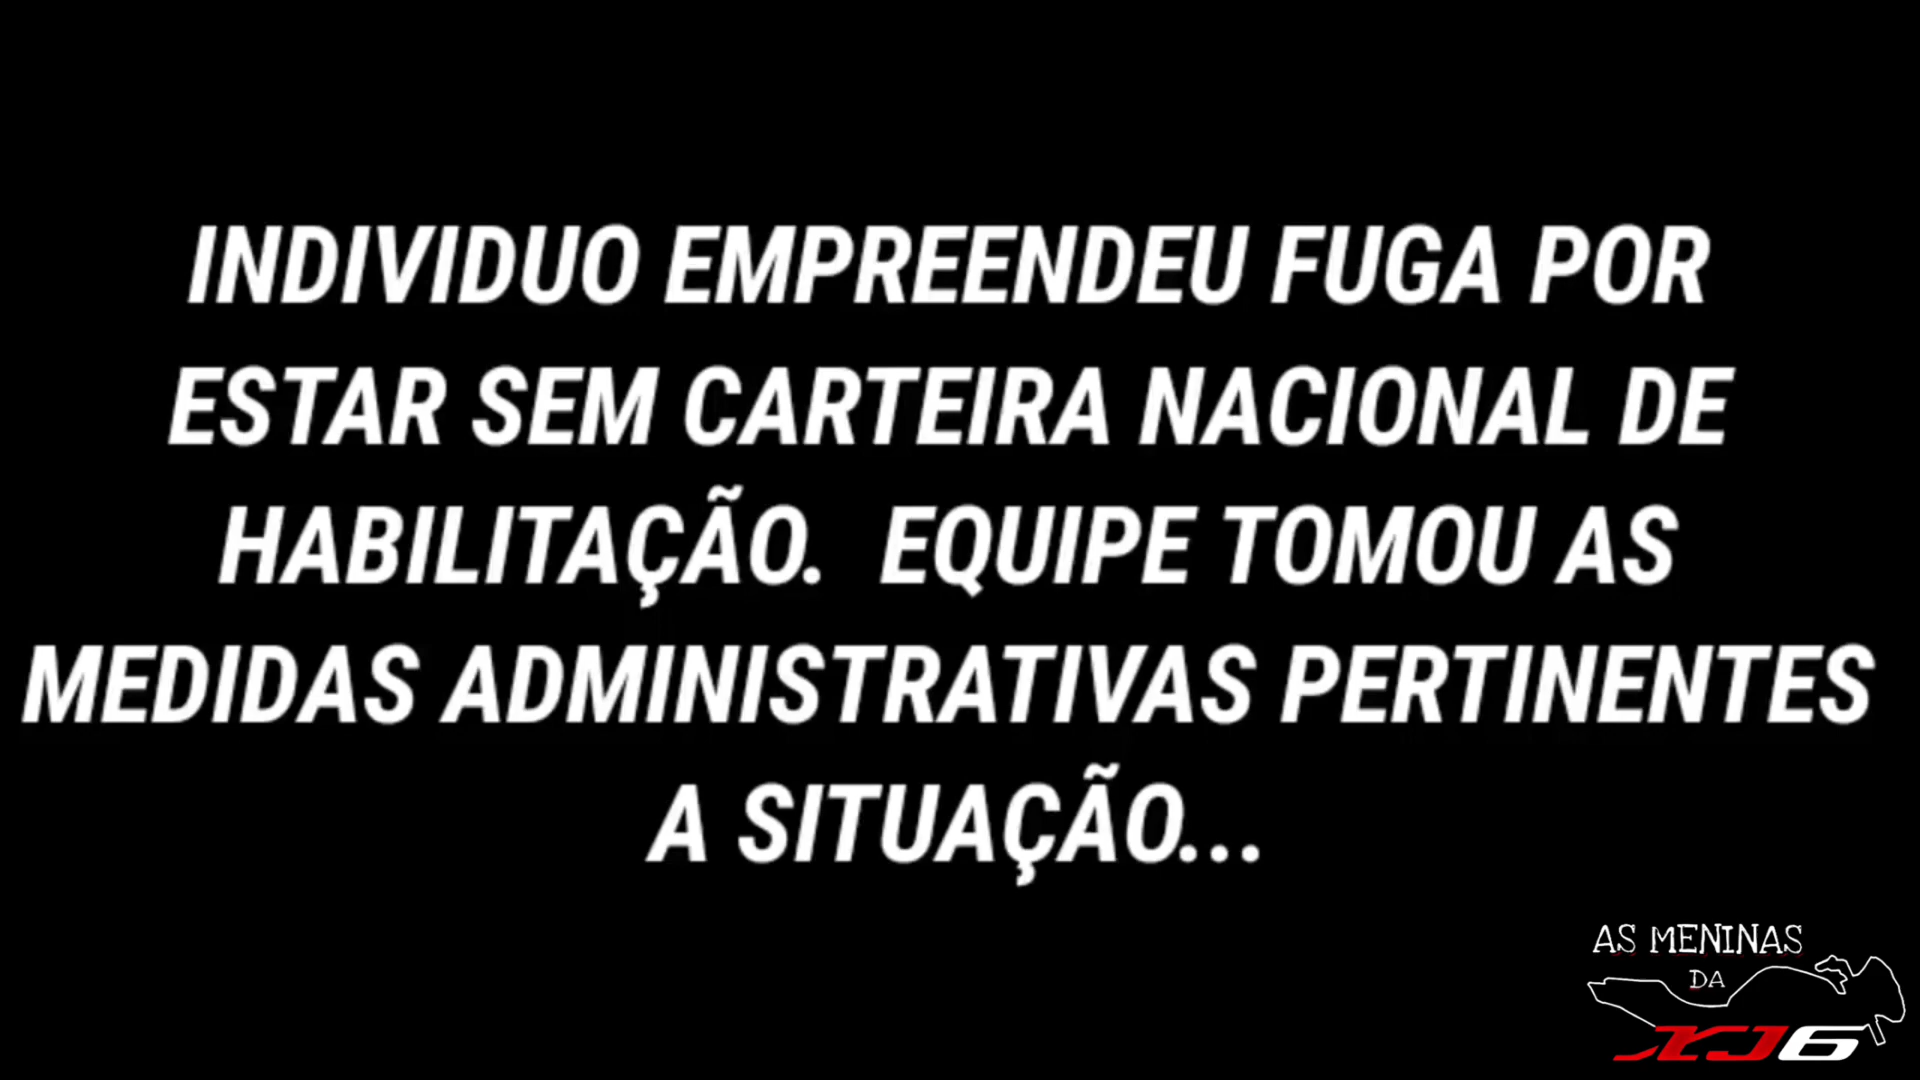 INDIVIDUO EMPREENDEU FUGA POR
ESTAR SEM CARTEIRA NACIONAL DE
HABILITAÇÃO. EQUIPE TOMOU AS
MEDIDAS ADMINISTRATIVAS PERTINENTES
A SITUAÇÃO...
AS MENINAS
DA
XJ6